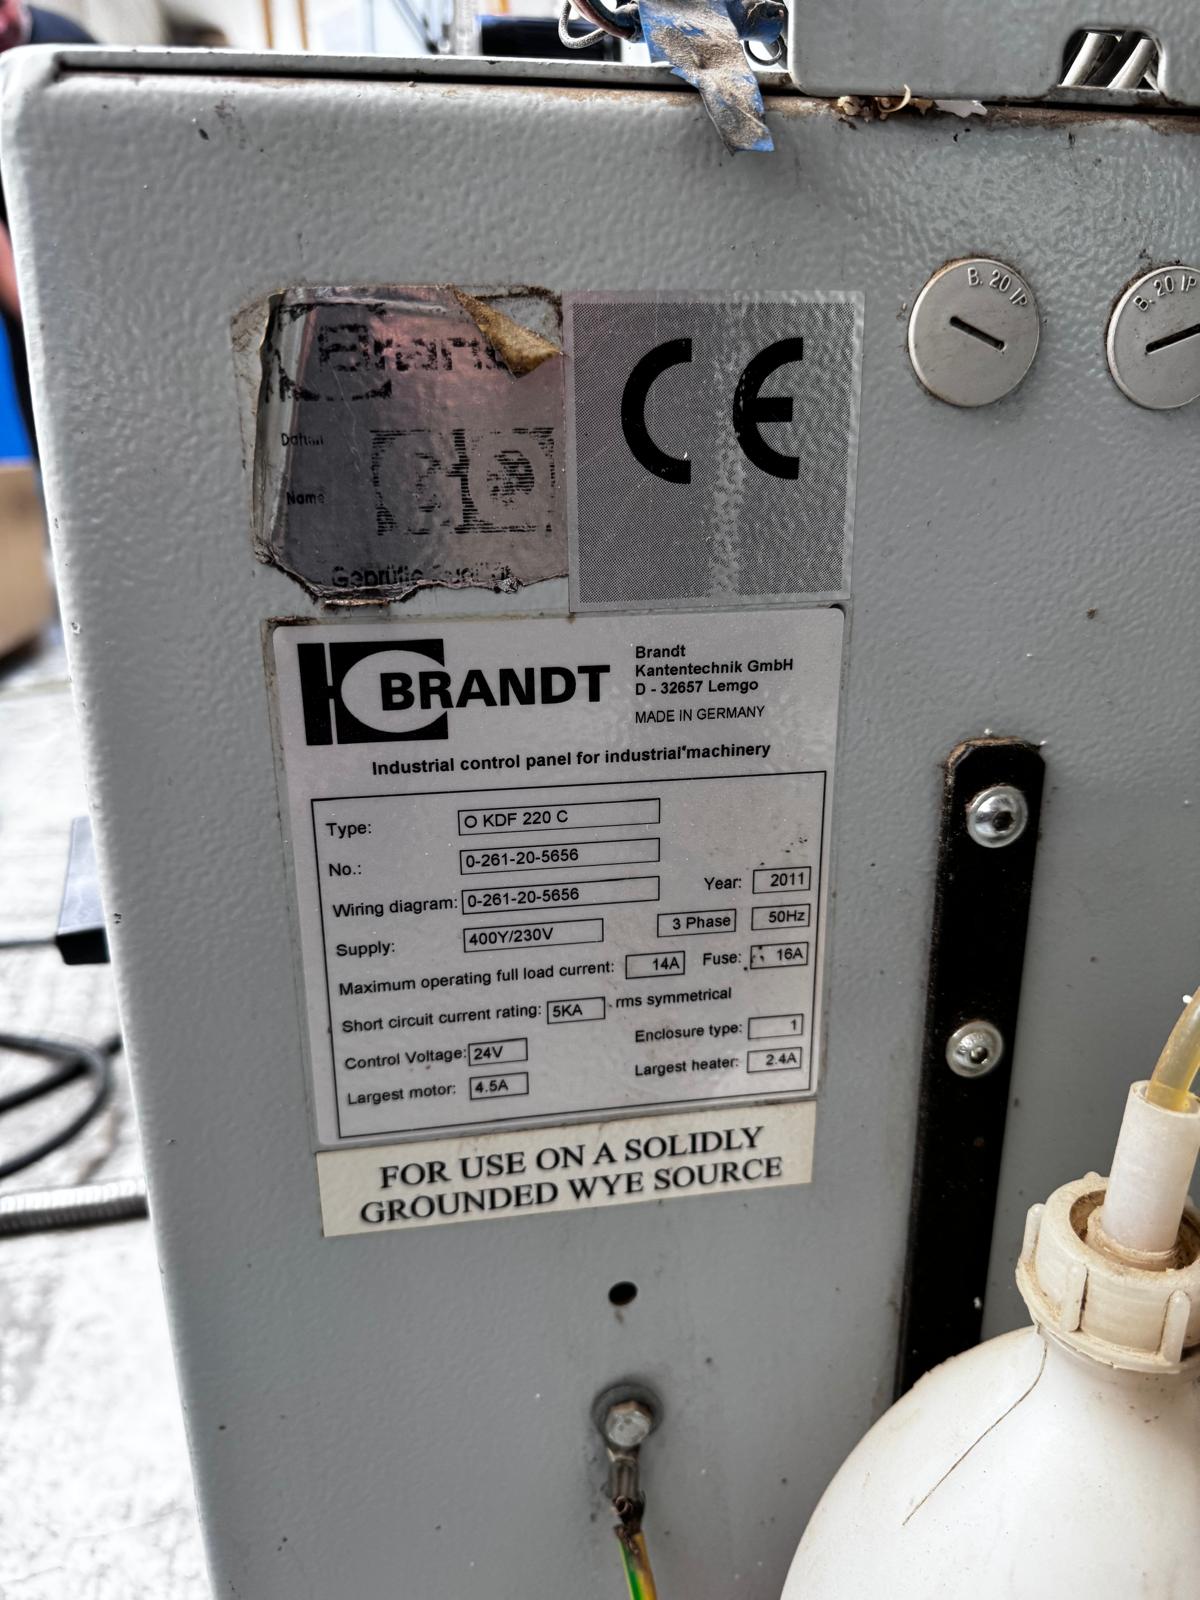 B. 20 IP
B. 20 IP
Name
CE
BRANDT
Brandt
Kantentechnik GmbH
D - 32657 Lemgo
MADE IN GERMANY
Industrial control panel for industrial machinery
Type: O KDF 220 C
No.: 0-261-20-5656
Wiring diagram: 0-261-20-5656 Year: 2011
Supply: 400Y/230V 3 Phase 50Hz
Maximum operating full load current: 14A Fuse: 16A
Short circuit current rating: 5KA rms symmetrical
Control Voltage: 24V Enclosure type: 1
Largest motor: 4.5A Largest heater: 2.4A
FOR USE ON A SOLIDLY
GROUNDED WYE SOURCE